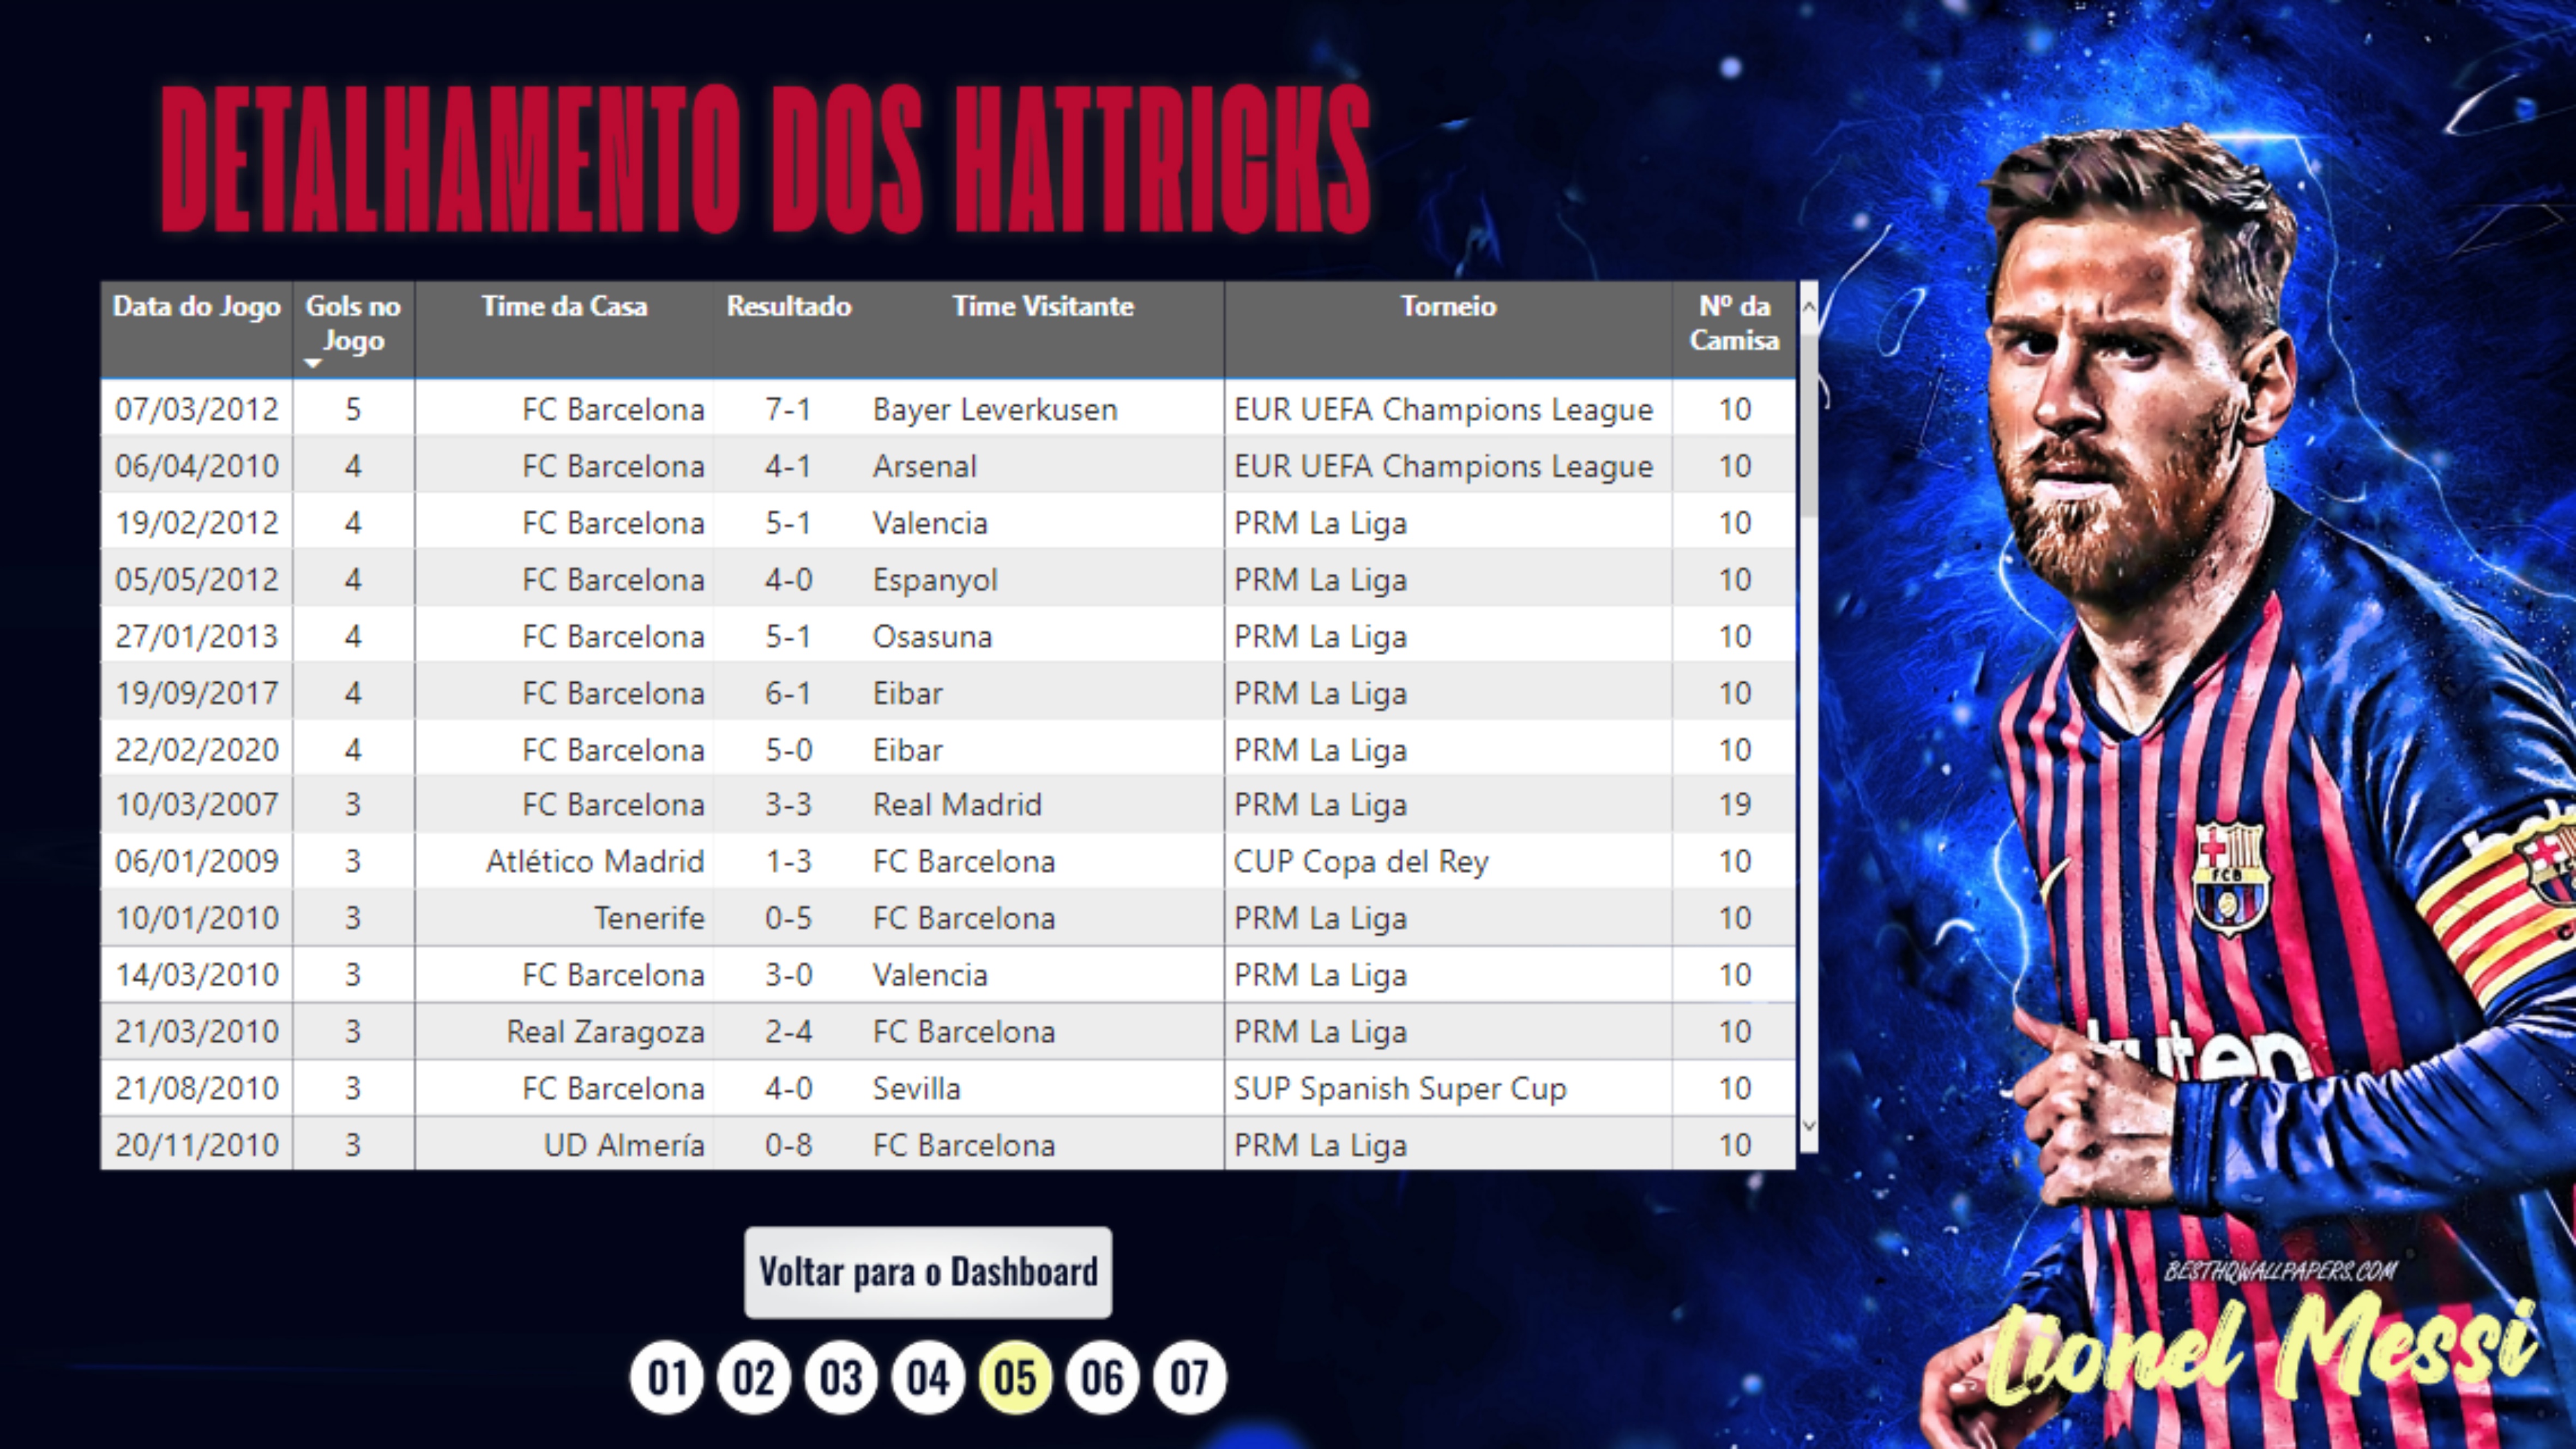 DETALHAMENTO DOS HATTRICKS
Data do Jogo Gols no Jogo Time da Casa Resultado Time Visitante Torneio Nº da Camisa
07/03/2012 5 FC Barcelona 7-1 Bayer Leverkusen EUR UEFA Champions League 10
06/04/2010 4 FC Barcelona 4-1 Arsenal EUR UEFA Champions League 10
19/02/2012 4 FC Barcelona 5-1 Valencia PRM La Liga 10
05/05/2012 4 FC Barcelona 4-0 Espanyol PRM La Liga 10
27/01/2013 4 FC Barcelona 5-1 Osasuna PRM La Liga 10
19/09/2017 4 FC Barcelona 6-1 Eibar PRM La Liga 10
22/02/2020 4 FC Barcelona 5-0 Eibar PRM La Liga 10
10/03/2007 3 FC Barcelona 3-3 Real Madrid PRM La Liga 19
06/01/2009 3 Atlético Madrid 1-3 FC Barcelona CUP Copa del Rey 10
10/01/2010 3 Tenerife 0-5 FC Barcelona PRM La Liga 10
14/03/2010 3 FC Barcelona 3-0 Valencia PRM La Liga 10
21/03/2010 3 Real Zaragoza 2-4 FC Barcelona PRM La Liga 10
21/08/2010 3 FC Barcelona 4-0 Sevilla SUP Spanish Super Cup 10
20/11/2010 3 UD Almería 0-8 FC Barcelona PRM La Liga 10
Voltar para o Dashboard
01 02 03 04 05 06 07
FCB
BESTHQWALLPAPERS.COM
Lionel Messi